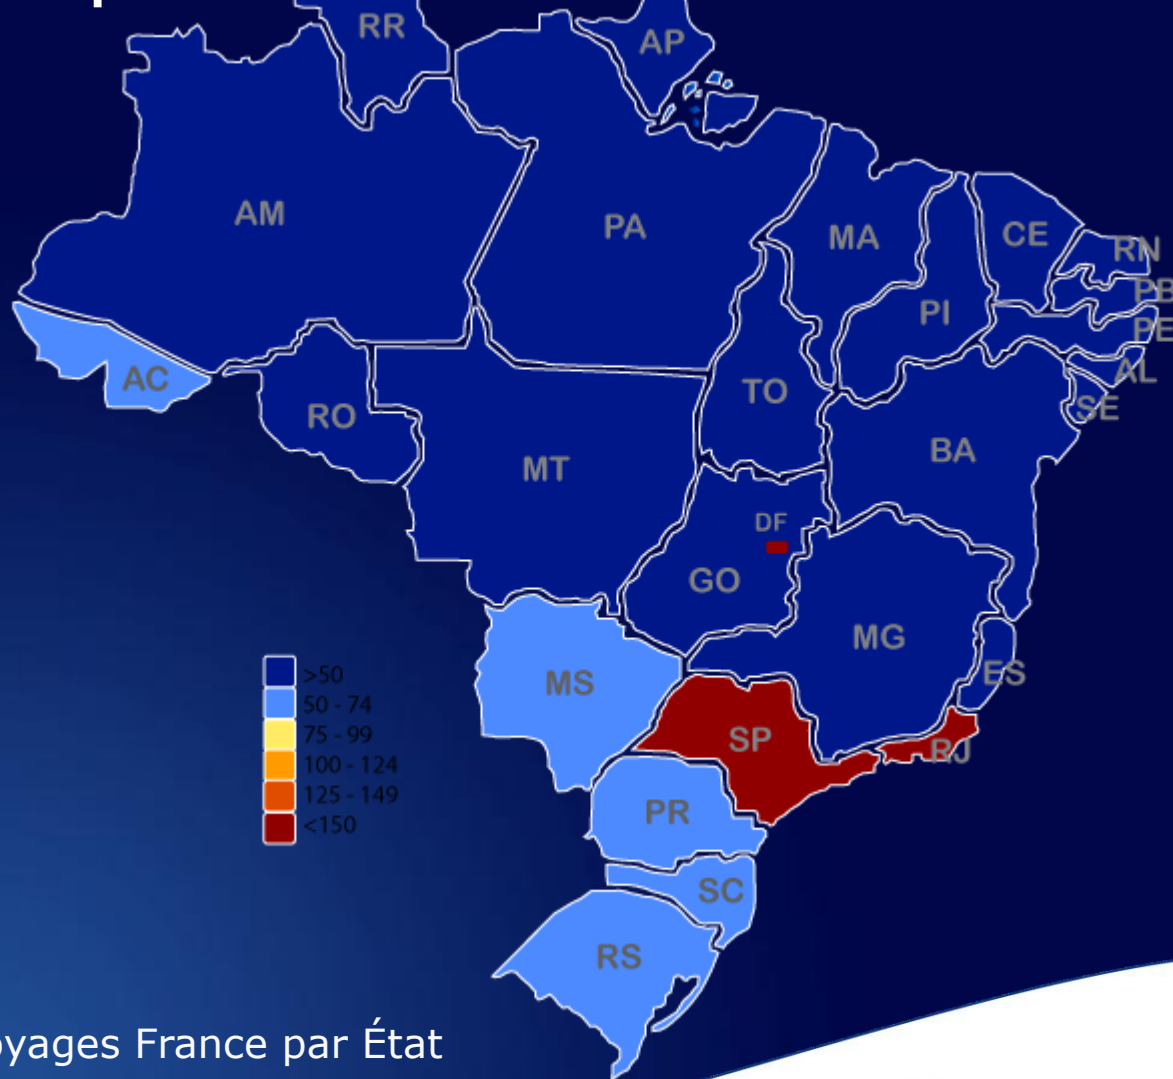 RR
AP
AM
PA
MA
CE
RN
PB
PI
PE
AL
AC
TO
SE
RO
BA
MT
DF
GO
MG
ES
MS
>50
50 - 74
SP
75 - 99
RJ
100 - 124
125 - 149
PR
<150
SC
RS
yages France par État